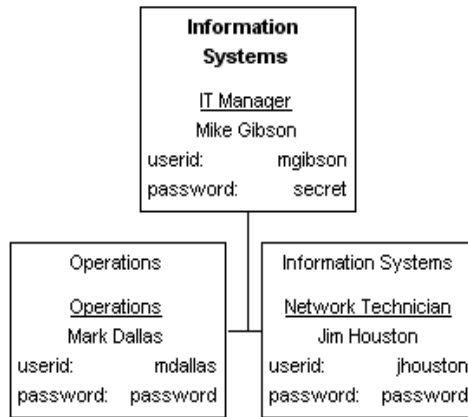 Information
Systems
IT Manager
Mike Gibson
userid: mgibson
password: secret
Operations
Operations
Mark Dallas
userid: mdallas
password: password
Information Systems
Network Technician
Jim Houston
userid: jhouston
password: password